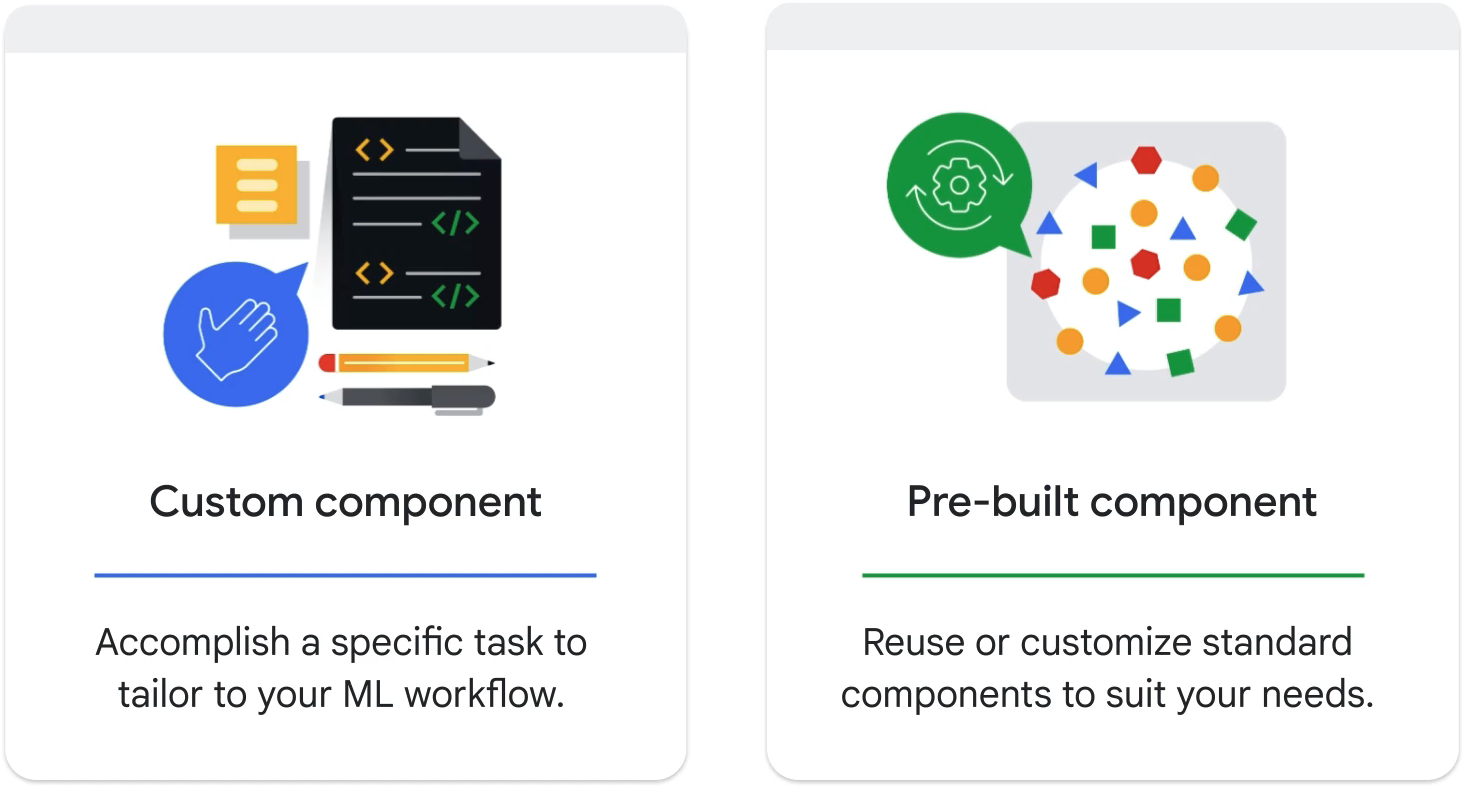 Custom component
Accomplish a specific task to
tailor to your ML workflow.
Pre-built component
Reuse or customize standard
components to suit your needs.